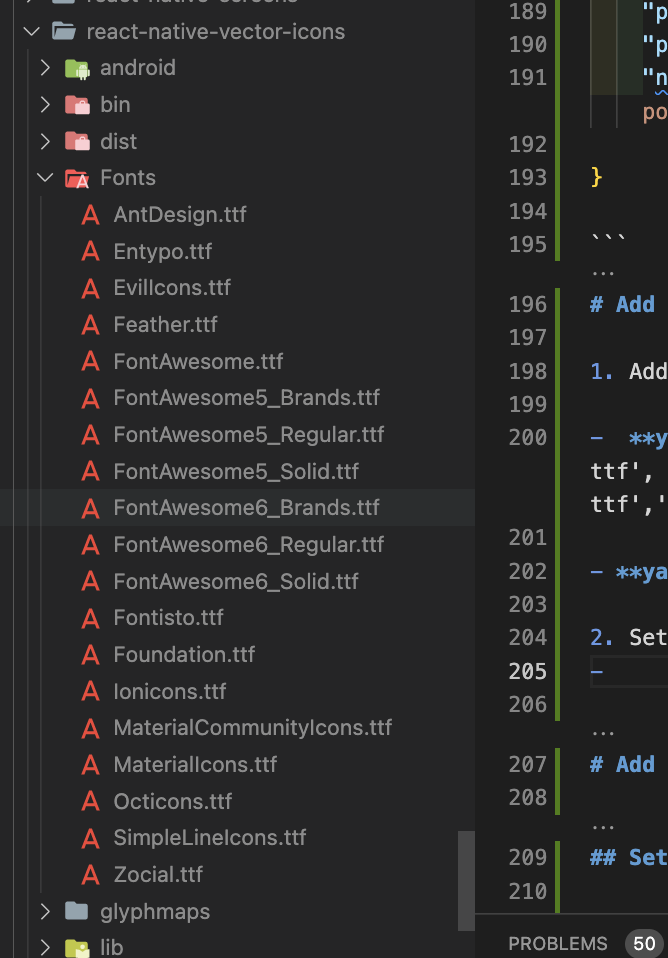 react-native-vector-icons
android
bin
dist
Fonts
AntDesign.ttf
Entypo.ttf
EvilIcons.ttf
Feather.ttf
FontAwesome.ttf
FontAwesome5_Brands.ttf
FontAwesome5_Regular.ttf
FontAwesome5_Solid.ttf
FontAwesome6_Brands.ttf
FontAwesome6_Regular.ttf
FontAwesome6_Solid.ttf
Fontisto.ttf
Foundation.ttf
Ionicons.ttf
MaterialCommunityIcons.ttf
MaterialIcons.ttf
Octicons.ttf
SimpleLineIcons.ttf
Zocial.ttf
glyphmaps
lib
189 "p
190 "p
191 "n
po
192
193 }
194
195 ```
...
196 # Add
197
198 1. Add
199
200 -  **y
ttf',
ttf','
201
202 - **ya
203
204 2. Set
205 -
206
...
207 # Add
208
...
209 ## Set
210
PROBLEMS 50